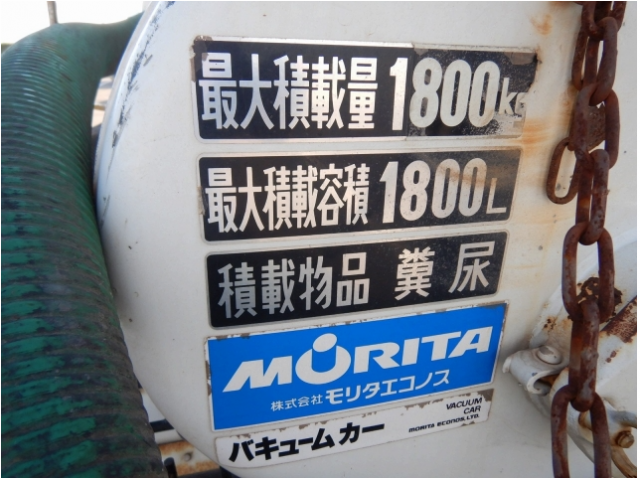 最大積載量 1800kg
最大積載容積 1800L
積載物品 糞尿
MORITA
株式会社 モリタエコノス
バキュームカー
VACUUM
CAR
MORITA ECONOS,LTD.